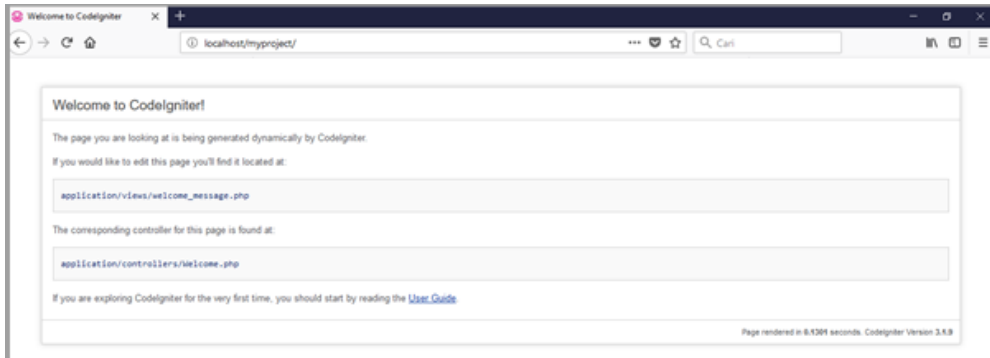 Welcome to CodeIgniter
localhost/myproject/
Cari
Welcome to CodeIgniter!
The page you are looking at is being generated dynamically by CodeIgniter.
If you would like to edit this page you'll find it located at:
application/views/welcome_message.php
The corresponding controller for this page is found at:
application/controllers/Welcome.php
If you are exploring CodeIgniter for the very first time, you should start by reading the User Guide.
Page rendered in seconds. CodeIgniter Version 3.1.9